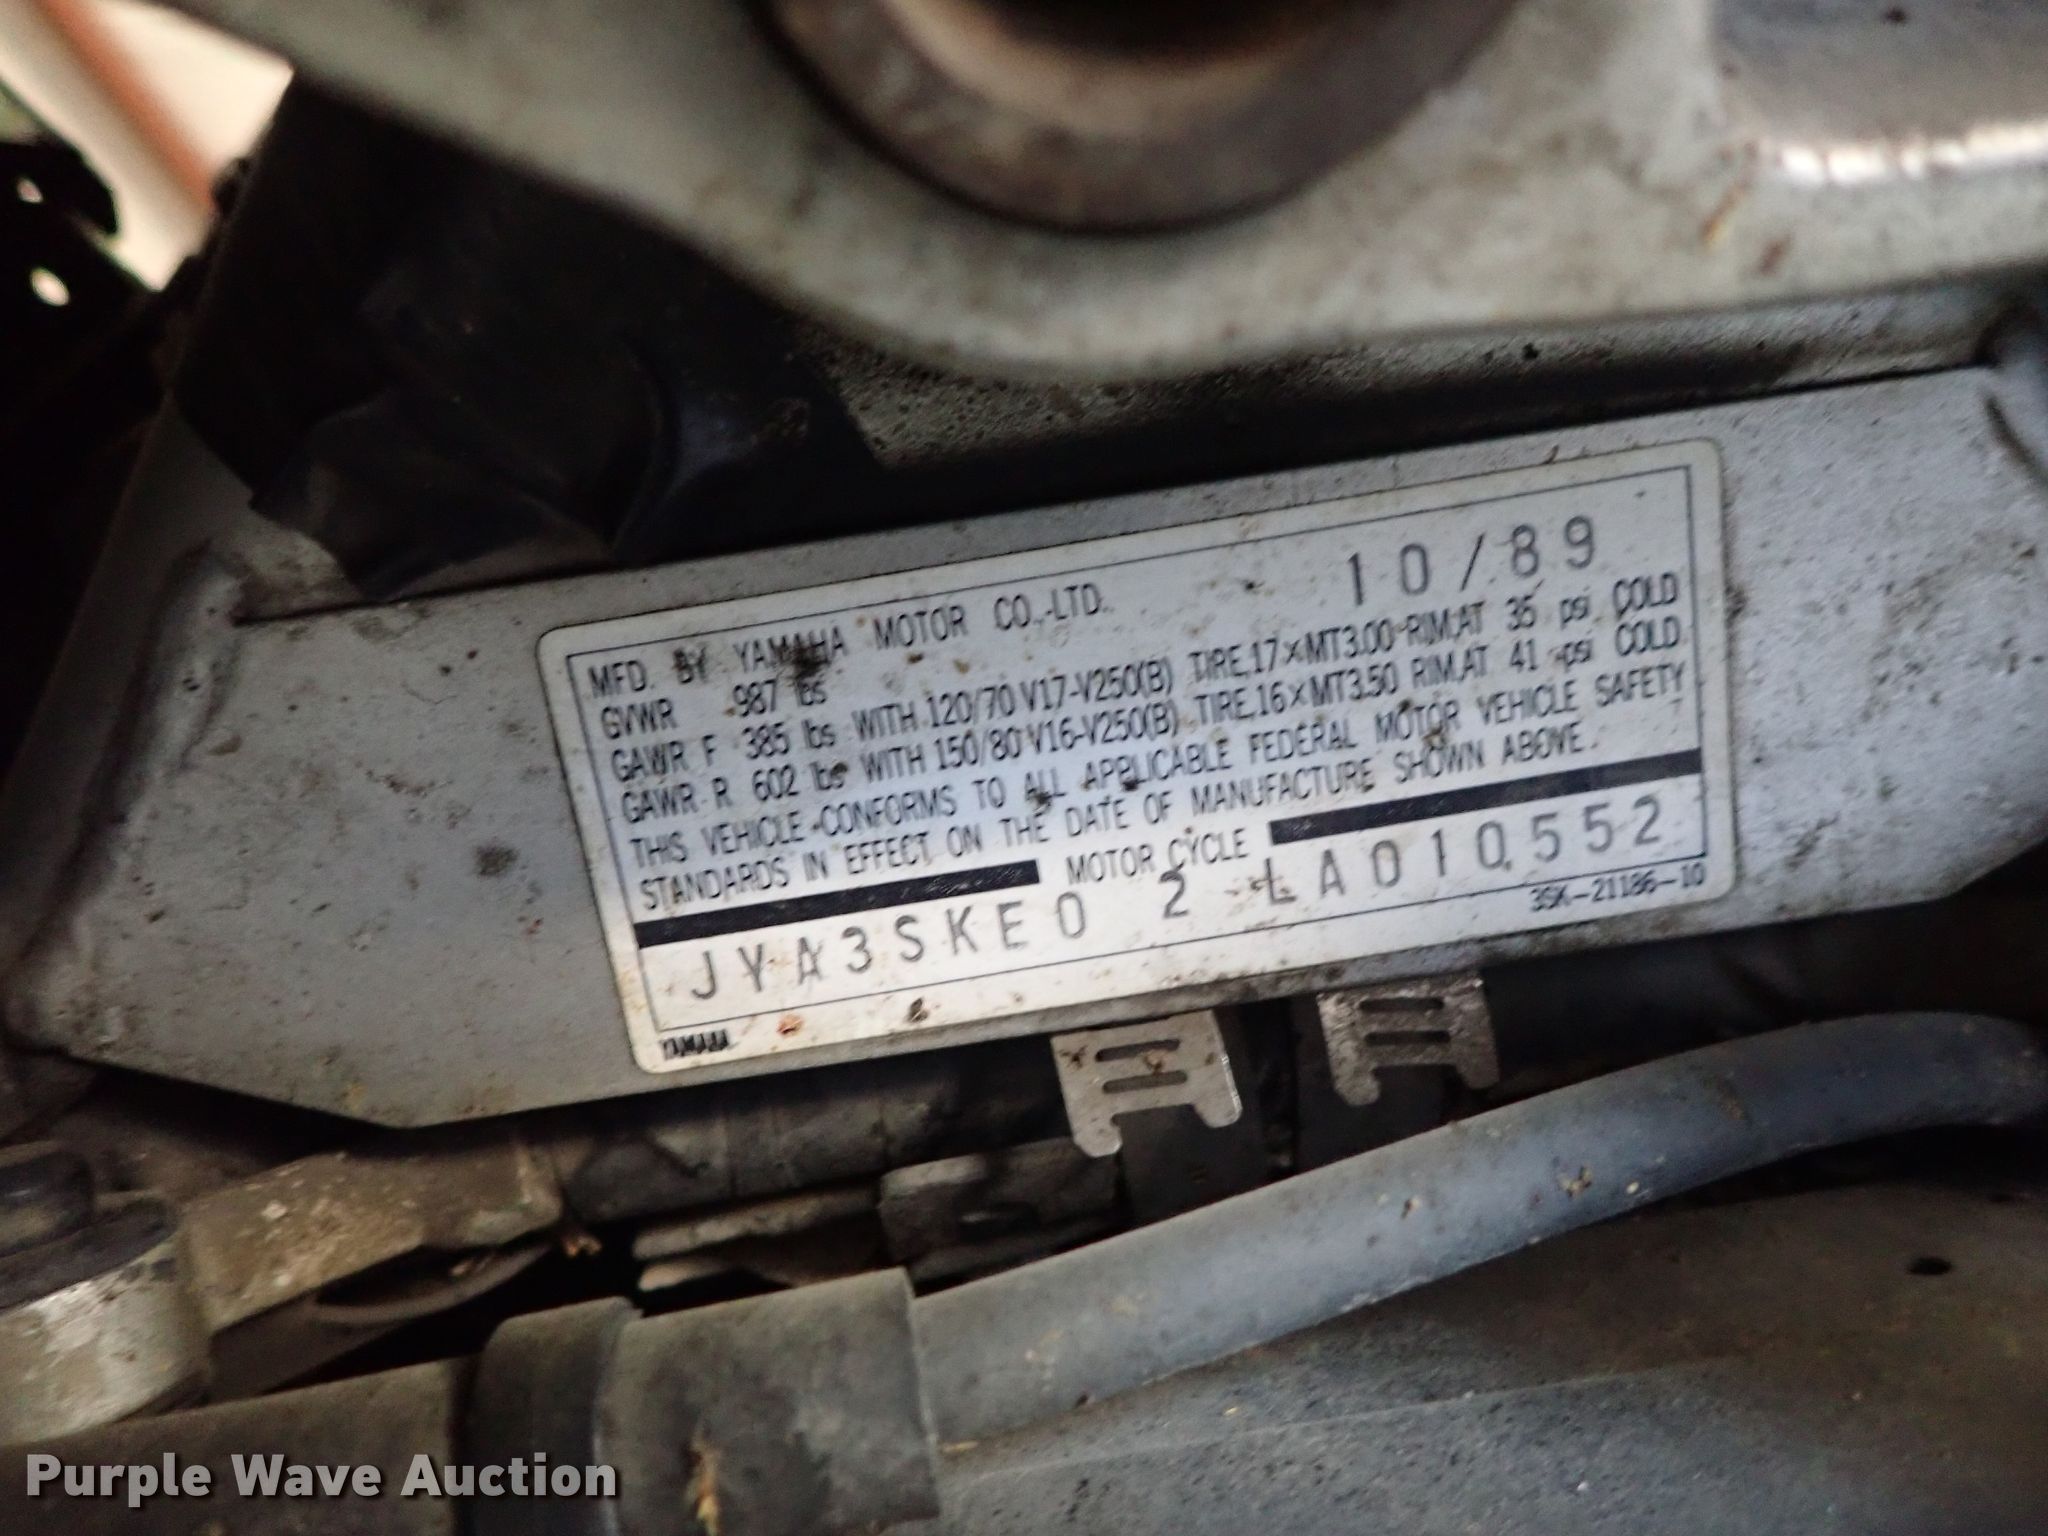 10/89
MFD. BY YAMAHA MOTOR CO.,LTD.
GVWR 987 lbs
GAWR F 385 lbs WITH 120/70 V17-V250(B) TIRE,17×MT3.00 RIM,AT 35 psi COLD
GAWR R 602 lbs WITH 150/80 V16-V250(B) TIRE,16×MT3.50 RIM,AT 41 psi COLD
THIS VEHICLE CONFORMS TO ALL APPLICABLE FEDERAL MOTOR VEHICLE SAFETY
STANDARDS IN EFFECT ON THE DATE OF MANUFACTURE SHOWN ABOVE.
MOTOR CYCLE
JYA3SKE0 2 LA010552
3SK-21186-10
YAMAHA
Purple Wave Auction